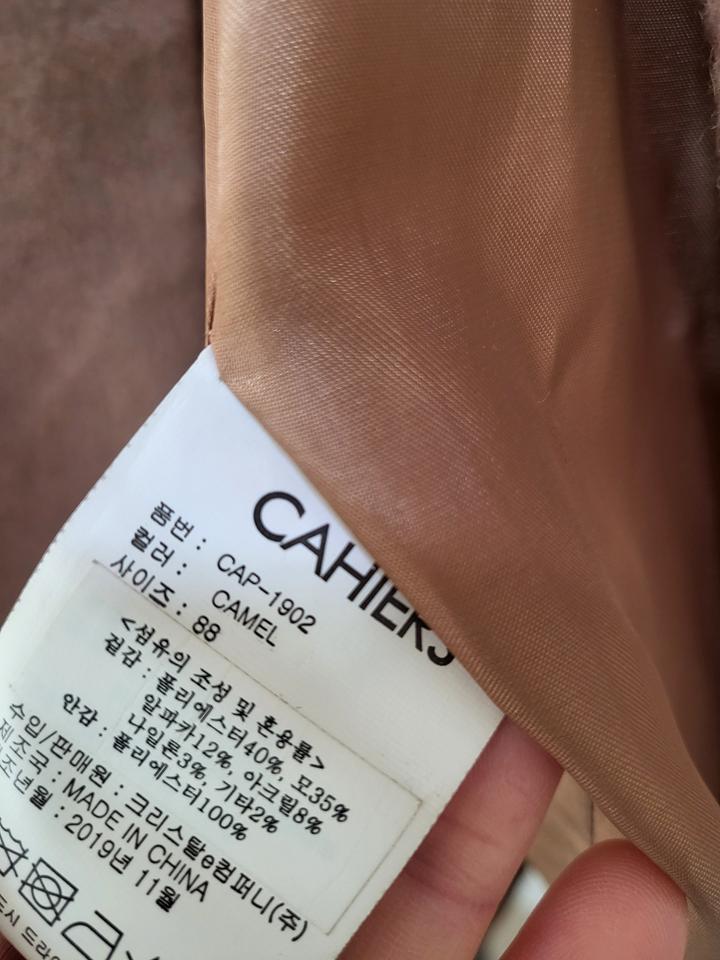 CAHIERS
품번 : CAP-1902
컬러 : CAMEL
사이즈 : 88
<섬유의 조성 및 혼용률>
겉감 : 폴리에스터40%, 모35%
알파카12%, 아크릴8%
나일론3%, 기타2%
안감 : 폴리에스터100%
수입/판매원 : 크리스탈e컴퍼니(주)
제조국 : MADE IN CHINA
조년월 : 2019년 11월